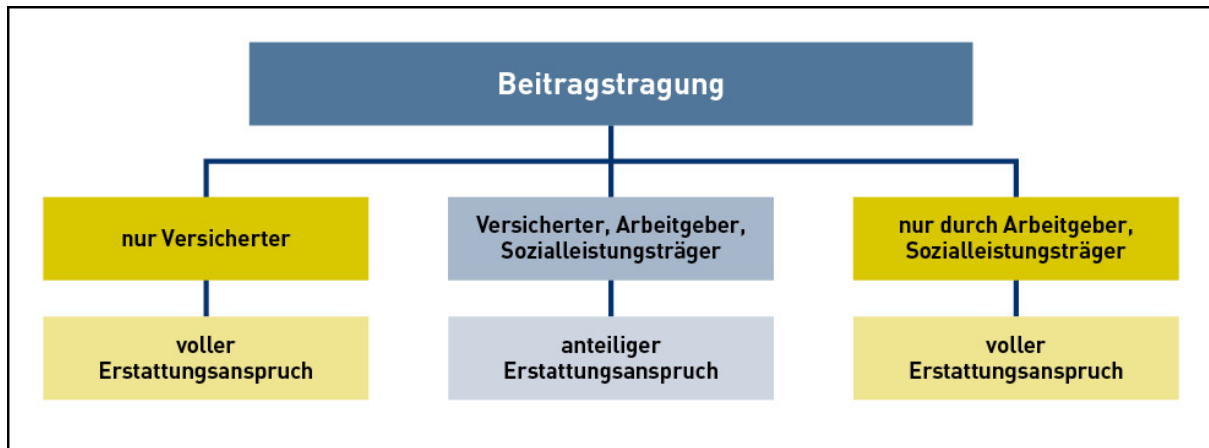 Beitragstragung
nur Versicherter
Versicherter, Arbeitgeber,
Sozialleistungsträger
nur durch Arbeitgeber,
Sozialleistungsträger
voller
Erstattungsanspruch
anteiliger
Erstattungsanspruch
voller
Erstattungsanspruch